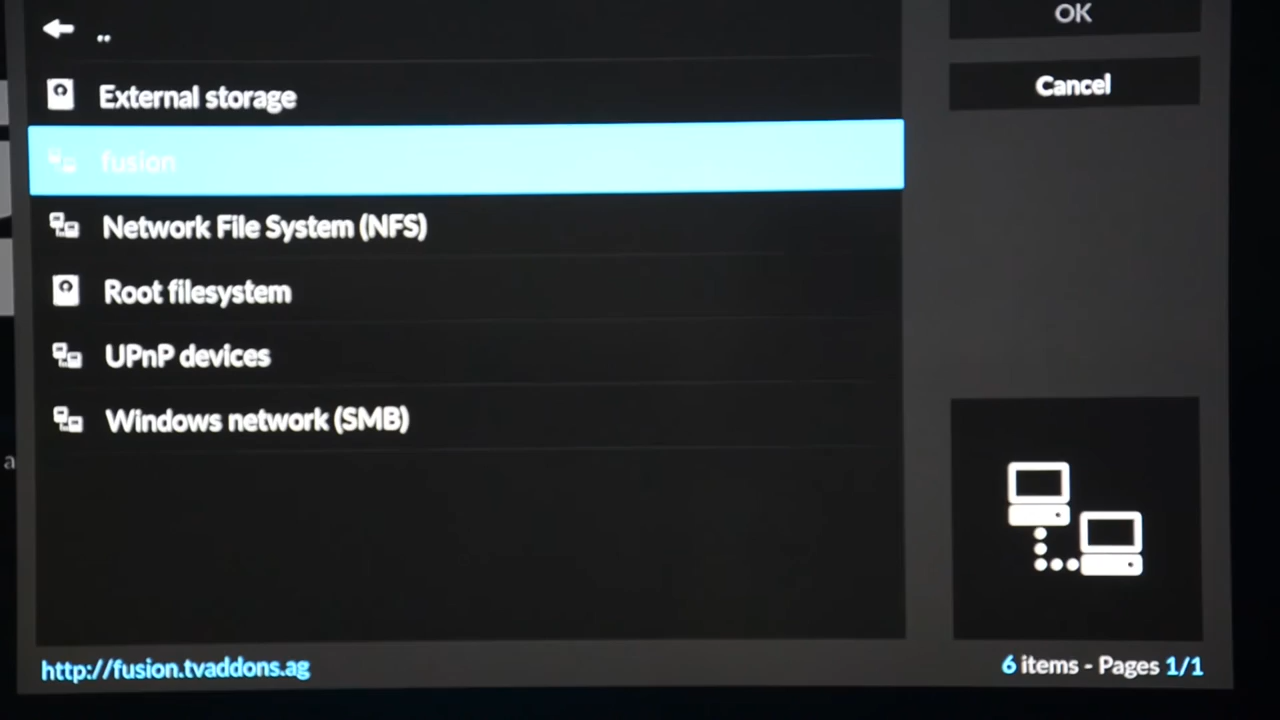 ..
OK
External storage
Cancel
fusion
Network File System (NFS)
Root filesystem
UPnP devices
Windows network (SMB)
a
http://fusion.tvaddons.ag
6 items - Pages 1/1